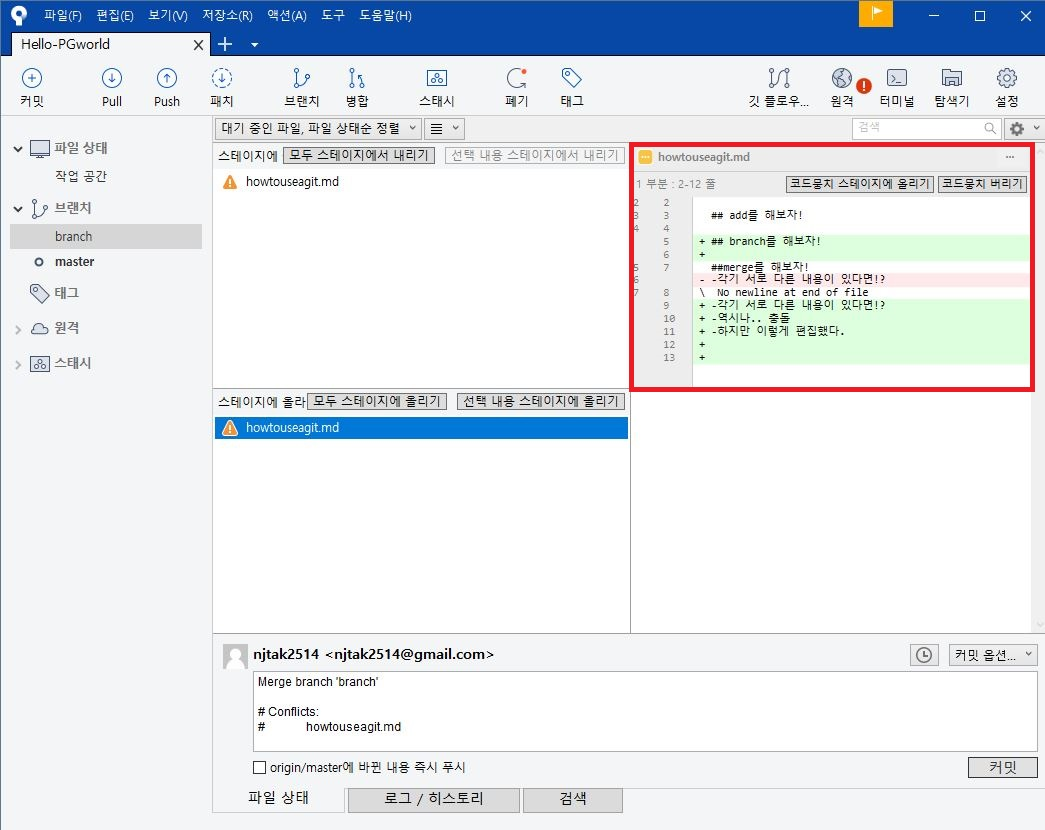 파일(F) 편집(E) 보기(V) 저장소(R) 액션(A) 도구 도움말(H)
Hello-PGworld
커밋 Pull Push 패치 브랜치 병합 스태시 폐기 태그 깃 플로우... 원격 터미널 탐색기 설정
파일 상태
작업 공간
브랜치
branch
master
태그
원격
스태시
대기 중인 파일, 파일 상태순 정렬
검색
스테이지에 모두 스테이지에서 내리기 선택 내용 스테이지에서 내리기
howtouseagit.md
스테이지에 올라 모두 스테이지에 올리기 선택 내용 스테이지에 올리기
howtouseagit.md
howtouseagit.md ...
1 부분 : 2-12 줄 코드뭉치 스테이지에 올리기 코드뭉치 버리기
2 2
3 3 ## add를 해보자!
4 4
5 + ## branch를 해보자!
6 +
5 7 ##merge를 해보자!
6 - -각기 서로 다른 내용이 있다면!?
7 8 \ No newline at end of file
9 + -각기 서로 다른 내용이 있다면!?
10 + -역시나.. 충돌
11 + -하지만 이렇게 편집했다.
12 +
13 +
njtak2514 <njtak2514@gmail.com>
커밋 옵션...
Merge branch 'branch'
# Conflicts:
# howtouseagit.md
origin/master에 바뀐 내용 즉시 푸시
커밋
파일 상태 로그 / 히스토리 검색